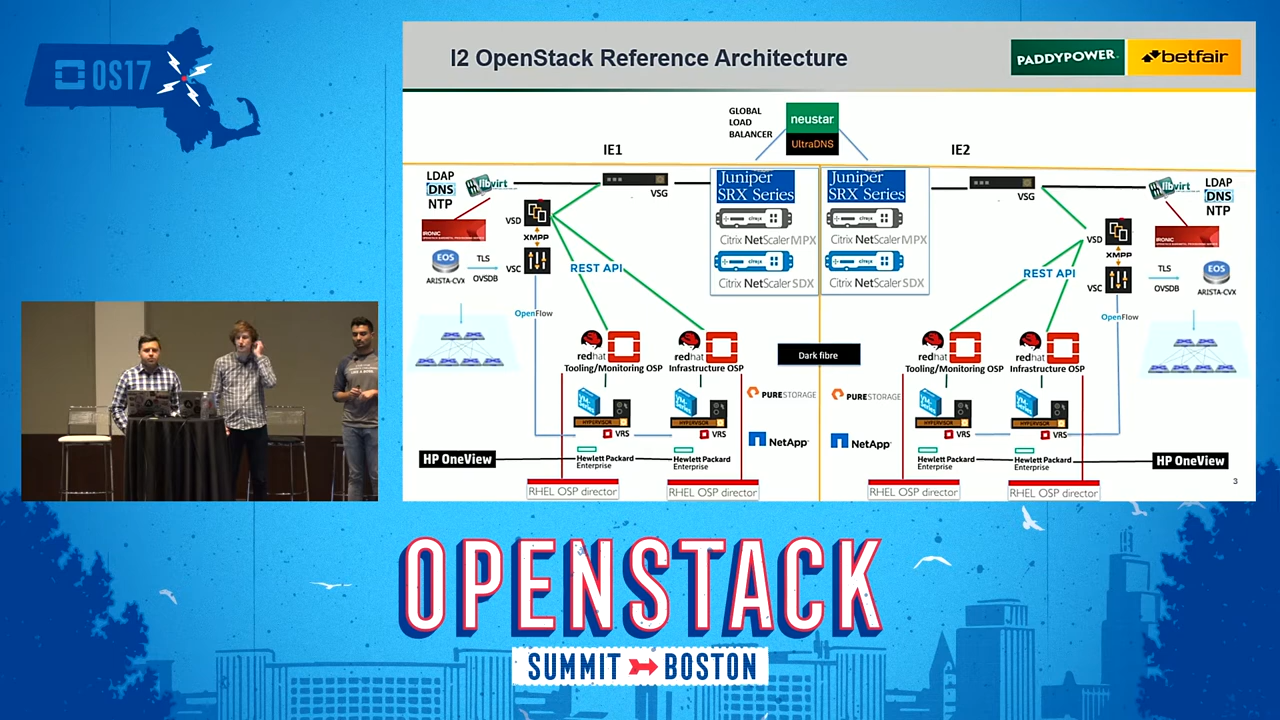 OS17
I2 OpenStack Reference Architecture
PADDYPOWER.
betfair
GLOBAL
LOAD
BALANCER
neustar
UltraDNS
IE1
IE2
LDAP
DNS
NTP
libvirt
VSG
Juniper
SRX Series
Citrix NetScaler MPX
Citrix NetScaler SDX
Juniper
SRX Series
Citrix NetScaler MPX
Citrix NetScaler SDX
VSG
libvirt
LDAP
DNS
NTP
IRONIC
VSD
XMPP
VSC
EOS
ARISTA-CVX
TLS
OVSDB
REST API
OpenFlow
REST API
VSD
XMPP
VSC
IRONIC
TLS
OVSDB
EOS
ARISTA-CVX
OpenFlow
redhat
Tooling/Monitoring OSP
redhat
Infrastructure OSP
Dark fibre
redhat
Tooling/Monitoring OSP
redhat
Infrastructure OSP
PURESTORAGE
PURESTORAGE
HYPERVISOR
VRS
HYPERVISOR
VRS
NetApp
NetApp
HYPERVISOR
VRS
HYPERVISOR
VRS
HP OneView
Hewlett Packard
Enterprise
Hewlett Packard
Enterprise
Hewlett Packard
Enterprise
Hewlett Packard
Enterprise
HP OneView
RHEL OSP director
RHEL OSP director
RHEL OSP director
RHEL OSP director
3
OPENSTACK
SUMMIT BOSTON